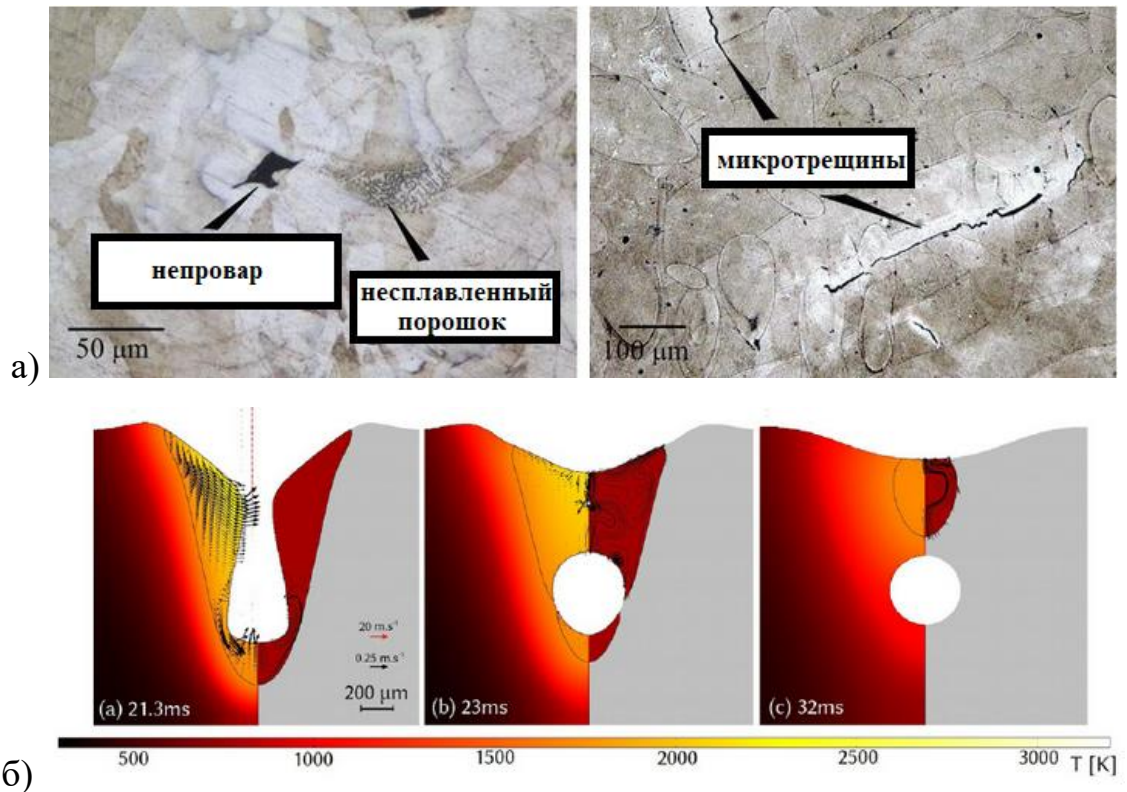 непровар
несплавленный
порошок
50 μm
микротрещины
100 μm
а)
20 m.s⁻¹
0.25 m.s⁻¹
200 μm
(a) 21.3ms
(b) 23ms
(c) 32ms
500 1000 1500 2000 2500 3000 T [K]
б)